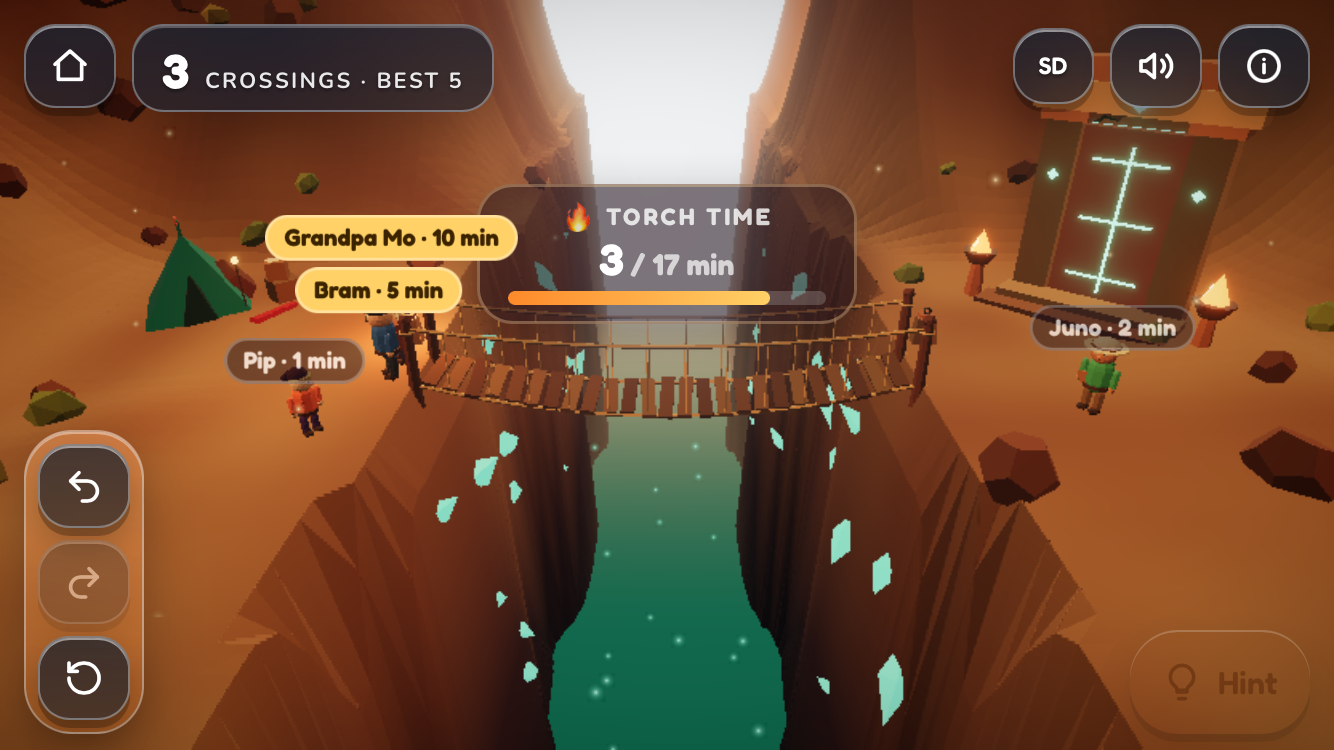 3 CROSSINGS · BEST 5
SD
🔥 TORCH TIME
3 / 17 min
Grandpa Mo · 10 min
Bram · 5 min
Pip · 1 min
Juno · 2 min
Hint